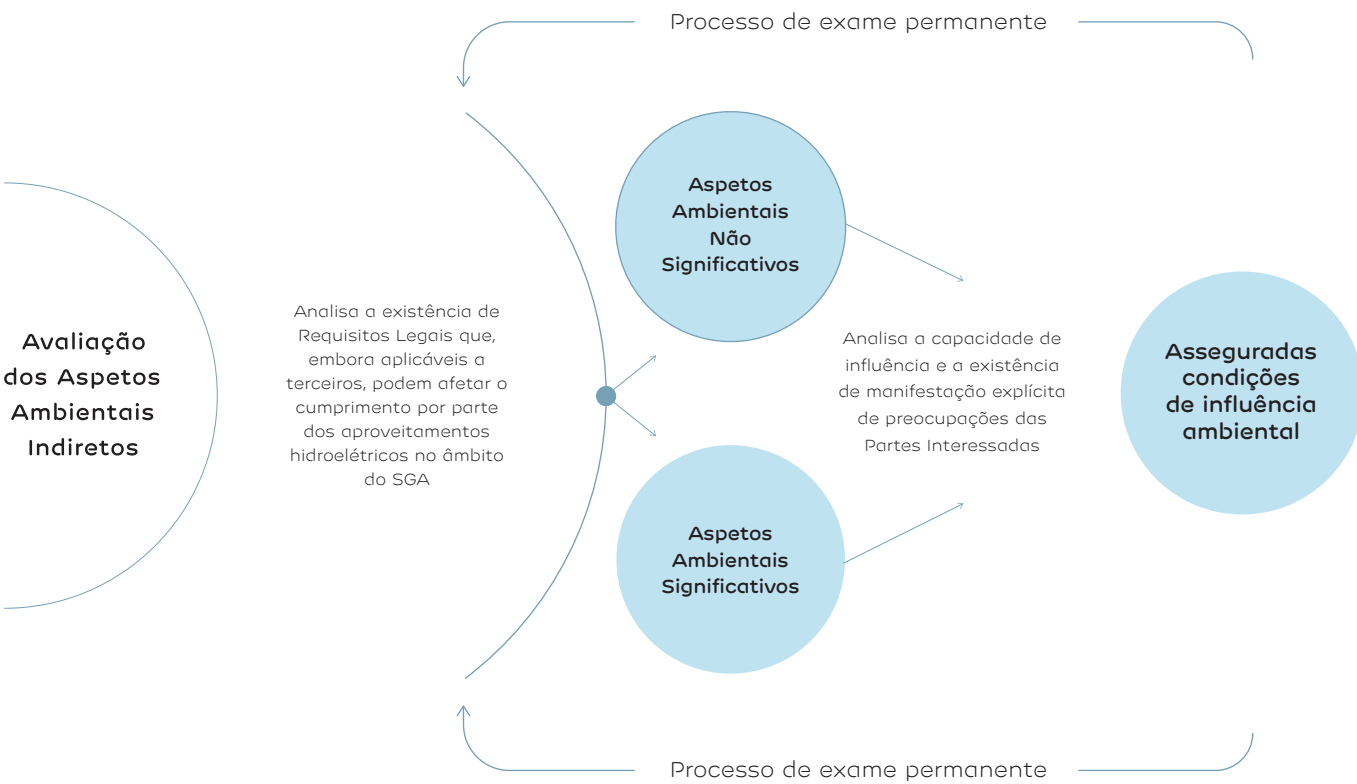 Processo de exame permanente
Avaliação
dos Aspetos
Ambientais
Indiretos
Analisa a existência de
Requisitos Legais que,
embora aplicáveis a
terceiros, podem afetar o
cumprimento por parte
dos aproveitamentos
hidroelétricos no âmbito
do SGA
Aspetos
Ambientais
Não
Significativos
Aspetos
Ambientais
Significativos
Analisa a capacidade de
influência e a existência
de manifestação explícita
de preocupações das
Partes Interessadas
Asseguradas
condições
de influência
ambiental
Processo de exame permanente